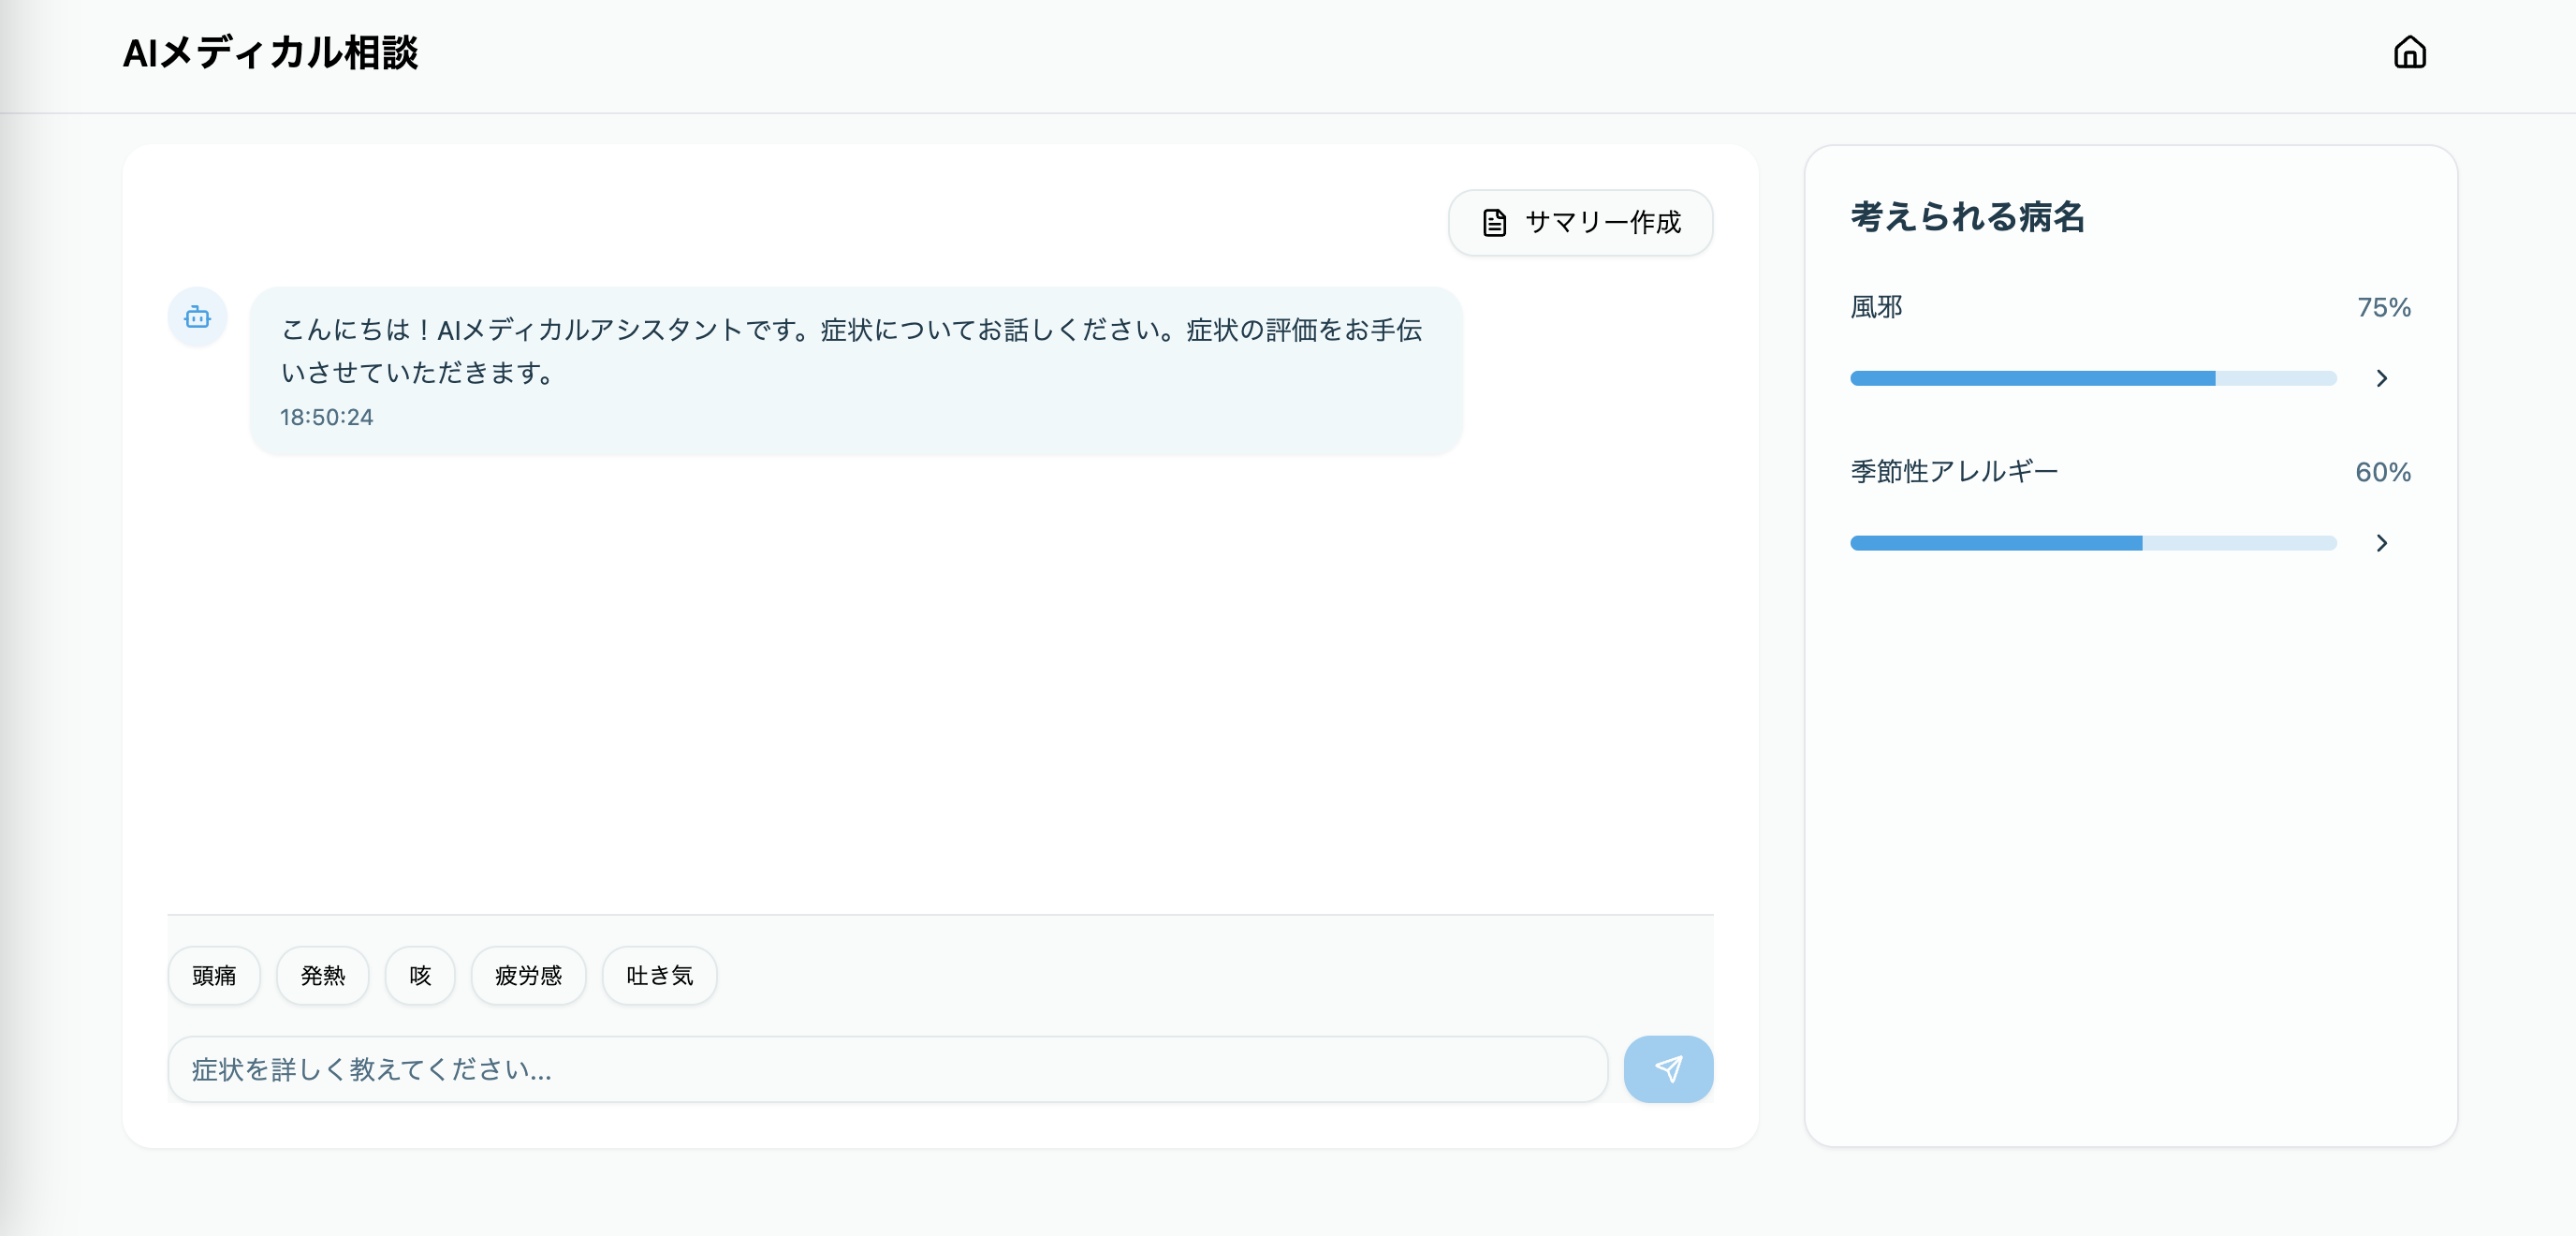 AIメディカル相談
サマリー作成
こんにちは！AIメディカルアシスタントです。症状についてお話しください。症状の評価をお手伝
いさせていただきます。
18:50:24
頭痛
発熱
咳
疲労感
吐き気
症状を詳しく教えてください...
考えられる病名
風邪 75%
季節性アレルギー 60%